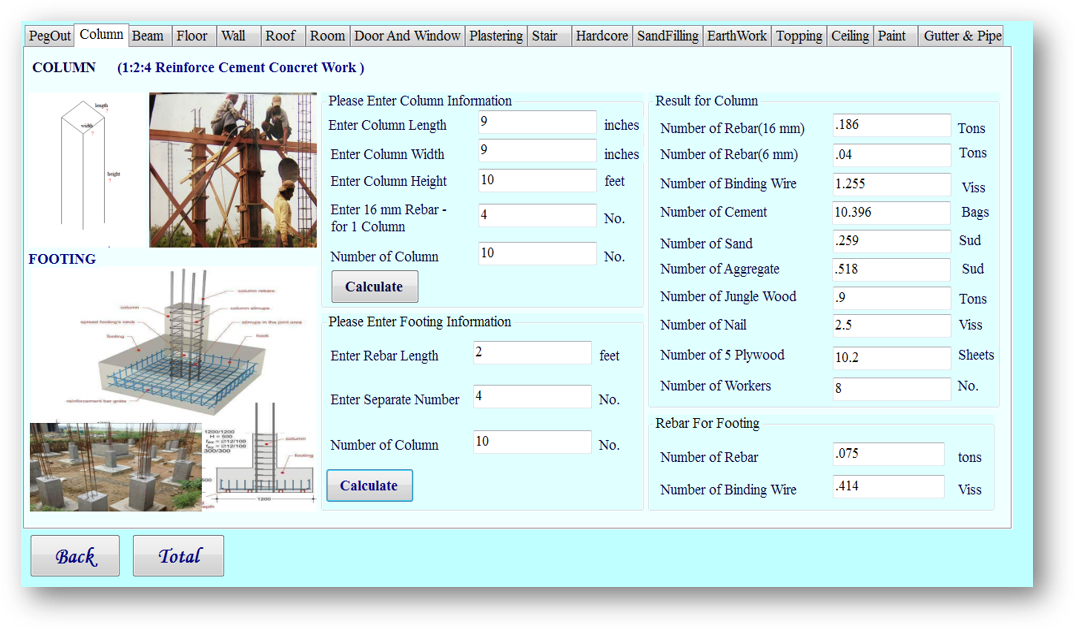 PegOut Column Beam Floor Wall Roof Room Door And Window Plastering Stair Hardcore SandFilling EarthWork Topping Ceiling Paint Gutter & Pipe
COLUMN (1:2:4 Reinforce Cement Concret Work )
length
width
height
FOOTING
column
column rebars
column stirrups
spread footing's neck
stirrups in the joint area
footing
hook
reinforcement bar grate
1200/1200
H = 500
300/300
column
footing
1200
Please Enter Column Information
Enter Column Length 9 inches
Enter Column Width 9 inches
Enter Column Height 10 feet
Enter 16 mm Rebar -
for 1 Column 4 No.
Number of Column 10 No.
Calculate
Please Enter Footing Information
Enter Rebar Length 2 feet
Enter Separate Number 4 No.
Number of Column 10 No.
Calculate
Result for Column
Number of Rebar(16 mm) .186 Tons
Number of Rebar(6 mm) .04 Tons
Number of Binding Wire 1.255 Viss
Number of Cement 10.396 Bags
Number of Sand .259 Sud
Number of Aggregate .518 Sud
Number of Jungle Wood .9 Tons
Number of Nail 2.5 Viss
Number of 5 Plywood 10.2 Sheets
Number of Workers 8 No.
Rebar For Footing
Number of Rebar .075 tons
Number of Binding Wire .414 Viss
Back Total